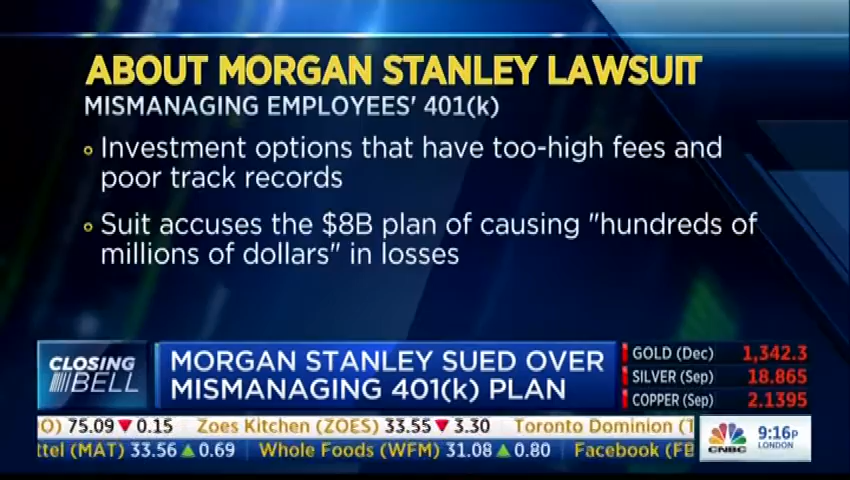 ABOUT MORGAN STANLEY LAWSUIT
MISMANAGING EMPLOYEES' 401(k)
Investment options that have too-high fees and
poor track records
Suit accuses the $8B plan of causing "hundreds of
millions of dollars" in losses
CLOSING
BELL
MORGAN STANLEY SUED OVER
MISMANAGING 401(k) PLAN
GOLD (Dec) 1,342.3
SILVER (Sep) 18.865
COPPER (Sep) 2.1395
O) 75.09 ▼ 0.15 Zoes Kitchen (ZOES) 33.55 ▼ 3.30 Toronto Dominion (T
ttel (MAT) 33.56 ▲ 0.69 Whole Foods (WFM) 31.08 ▲ 0.80 Facebook (FB
CNBC
9:16P
LONDON